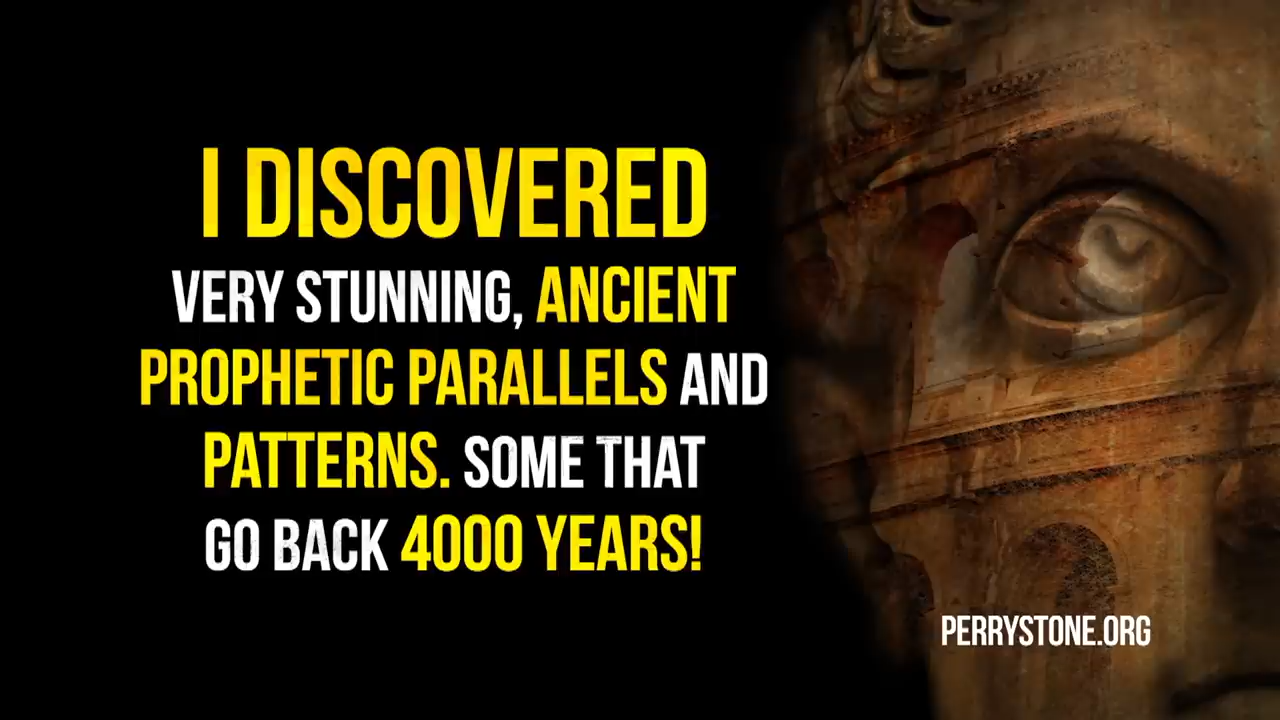 I DISCOVERED
VERY STUNNING, ANCIENT
PROPHETIC PARALLELS AND
PATTERNS. SOME THAT
GO BACK 4000 YEARS!
PERRYSTONE.ORG